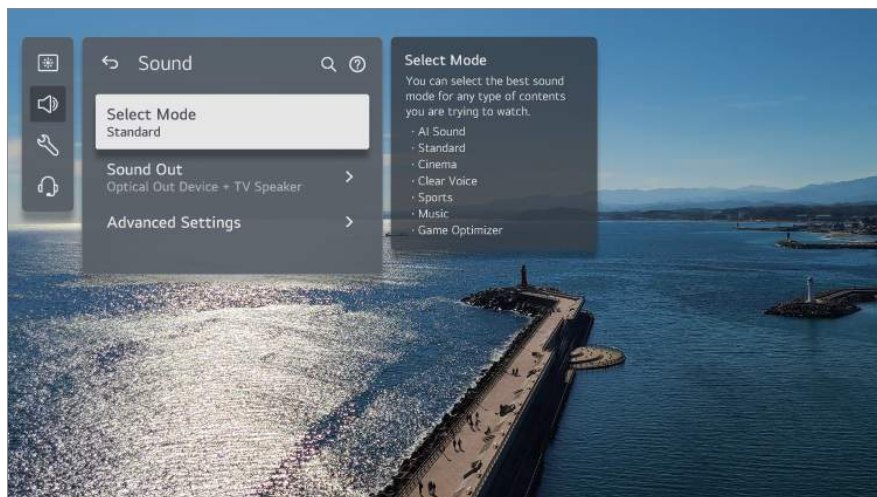 Sound
Select Mode
Standard
Sound Out
Optical Out Device + TV Speaker
Advanced Settings
Select Mode
You can select the best sound
mode for any type of contents
you are trying to watch.
· AI Sound
· Standard
· Cinema
· Clear Voice
· Sports
· Music
· Game Optimizer